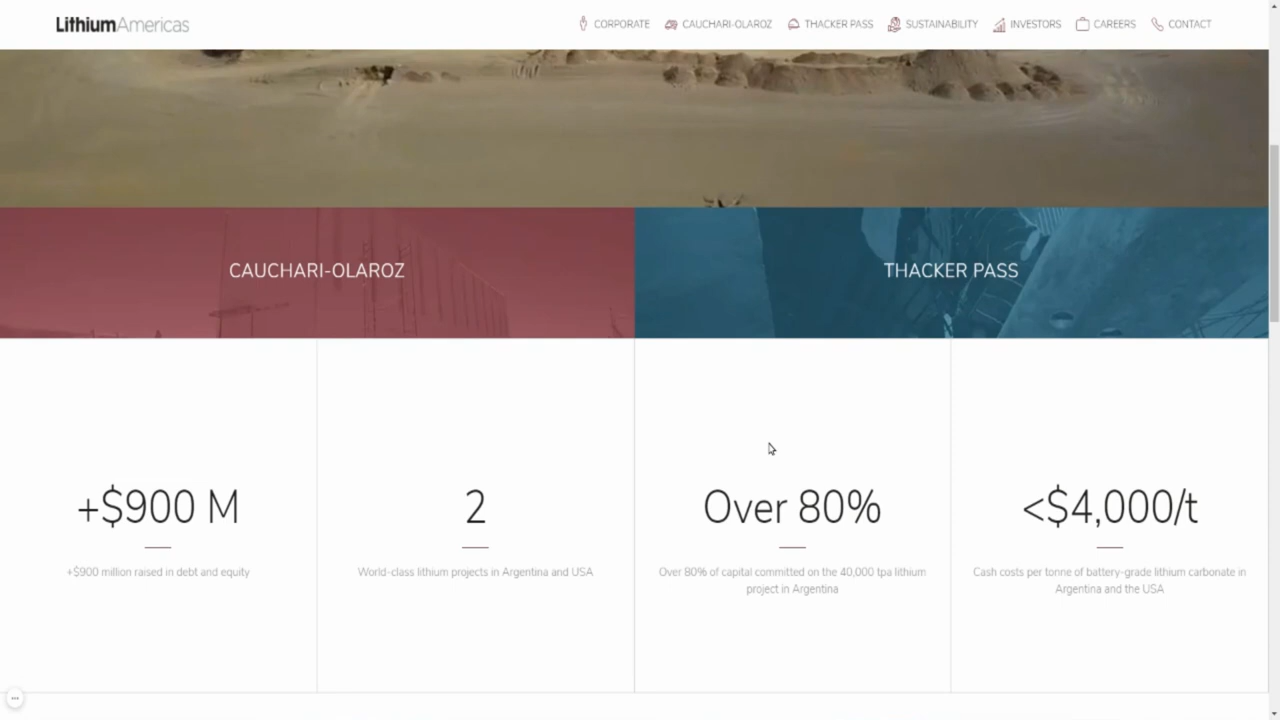 LithiumAmericas
CORPORATE
CAUCHARI-OLAROZ
THACKER PASS
SUSTAINABILITY
INVESTORS
CAREERS
CONTACT
CAUCHARI-OLAROZ
THACKER PASS
+$900 M
+$900 million raised in debt and equity
2
World-class lithium projects in Argentina and USA
Over 80%
Over 80% of capital committed on the 40,000 tpa lithium
project in Argentina
<$4,000/t
Cash costs per tonne of battery-grade lithium carbonate in
Argentina and the USA